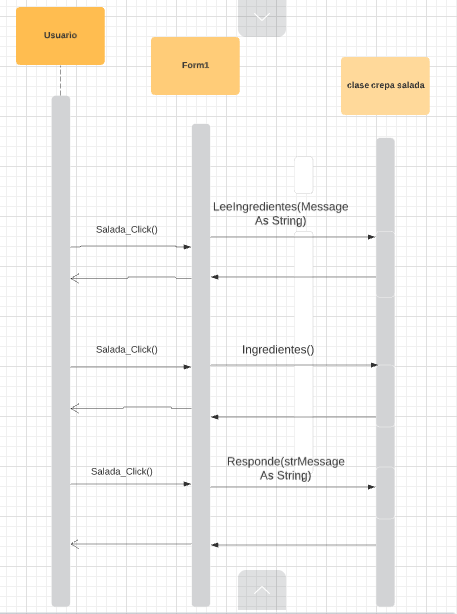 Usuario
Form1
clase crepa salada
LeeIngredientes(Message
As String)
Salada_Click()
Salada_Click()
Ingredientes()
Responde(strMessage
As String)
Salada_Click()